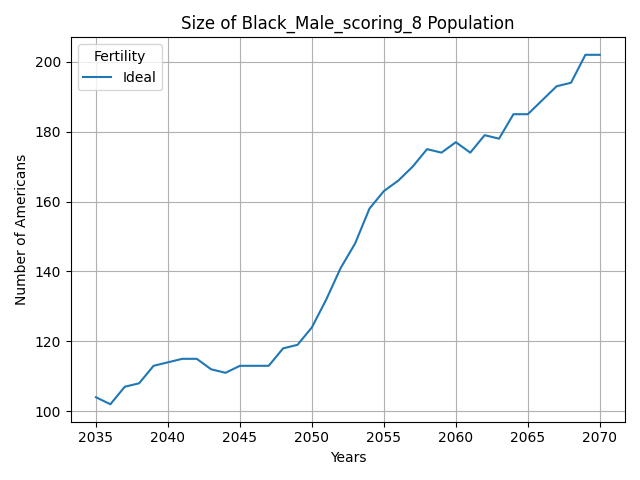 Size of Black_Male_scoring_8 Population
Fertility
Ideal
Number of Americans
200
180
160
140
120
100
2035 2040 2045 2050 2055 2060 2065 2070
Years